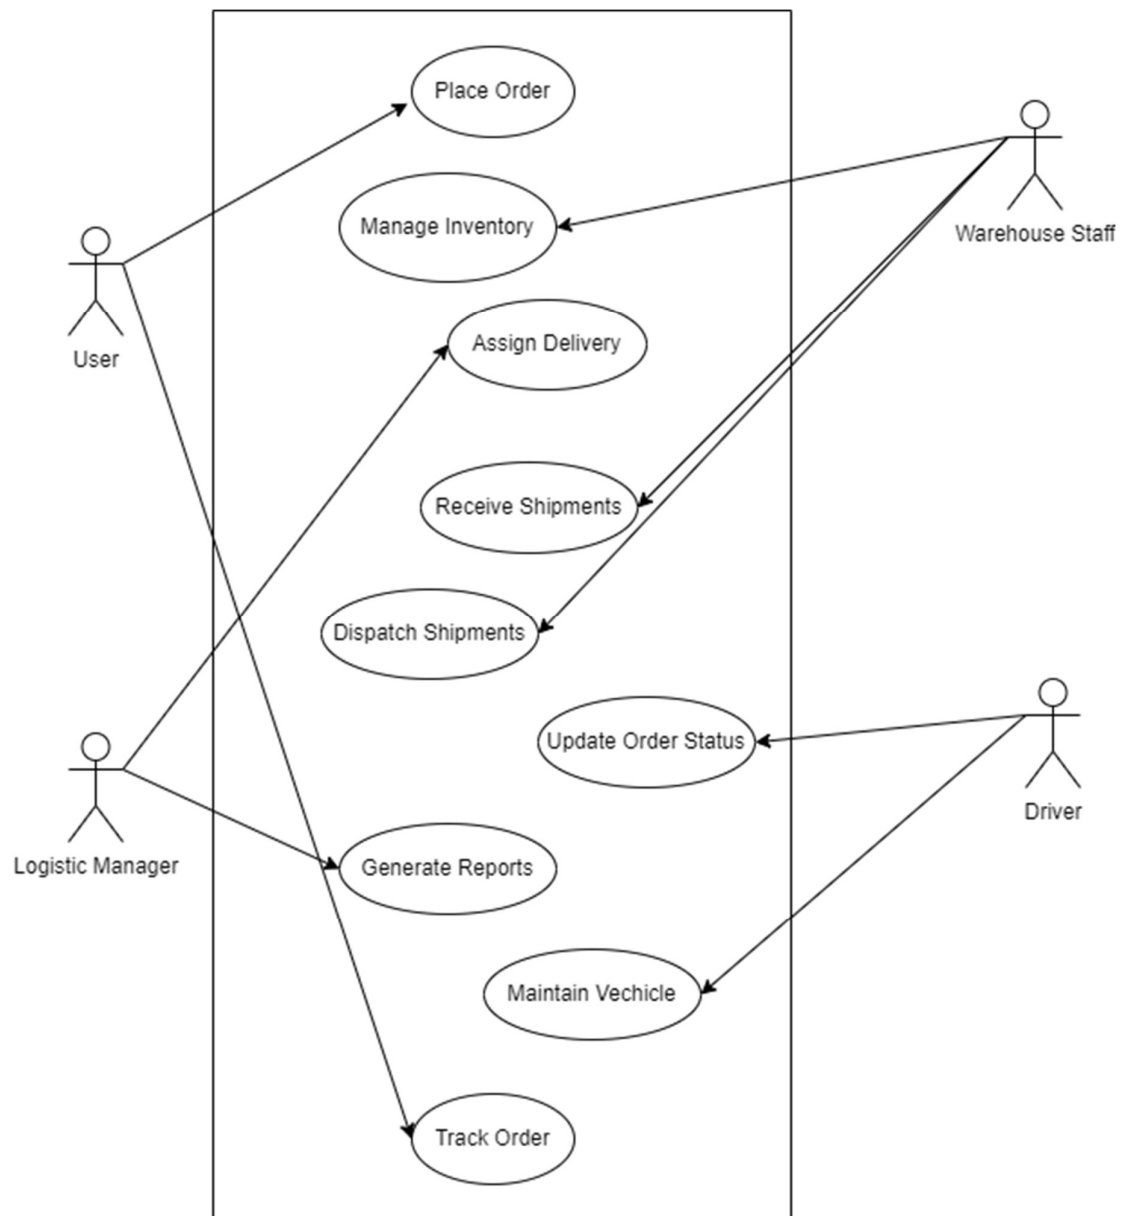 Place Order
Manage Inventory
Warehouse Staff
Assign Delivery
User
Receive Shipments
Dispatch Shipments
Update Order Status
Driver
Logistic Manager
Generate Reports
Maintain Vechicle
Track Order